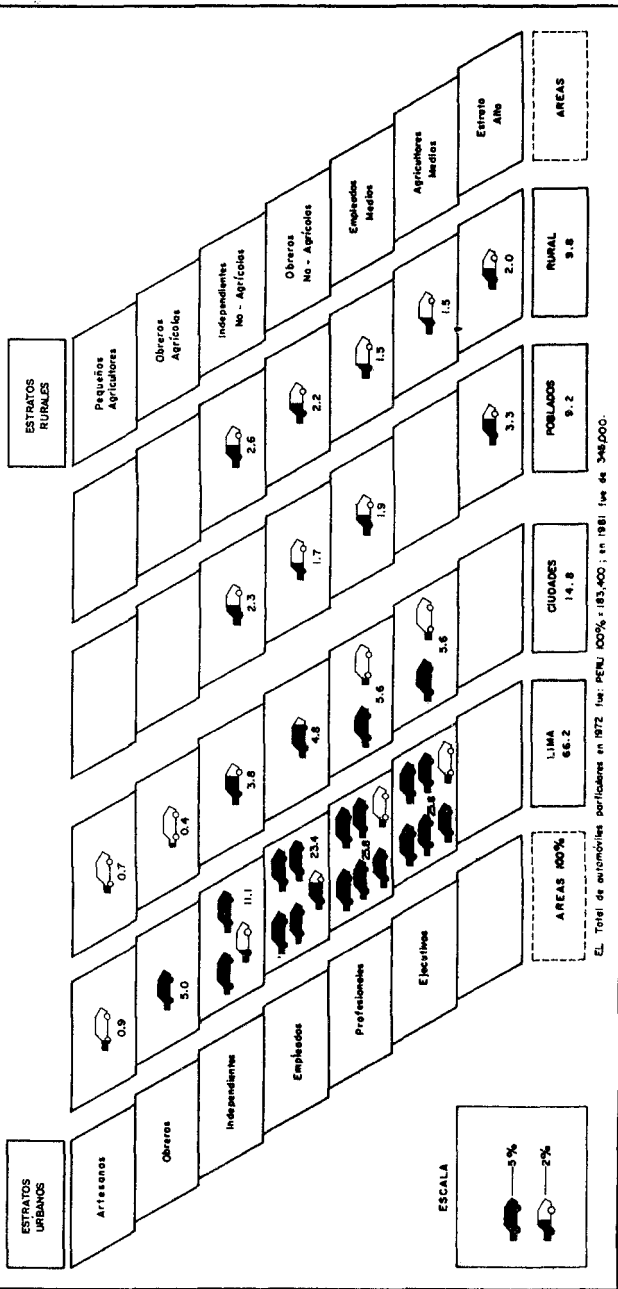 ESTRATOS
URBANOS
ESTRATOS
RURALES
Artesanos
0.9
0.7
Pequeños
Agricultores
Obreros
5.0
0.4
Obreros
Agrícolas
Independientes
11.1
3.8
2.3
2.6
Independientes
No - Agrícolas
Empleados
23.4
4.8
1.7
2.2
Obreros
No - Agrícolas
Profesionales
25.8
5.6
1.9
1.5
Empleados
Medios
Ejecutivos
5.6
1.5
Agricultores
Medios
3.3
2.0
Estrato
Alto
AREAS 100%
LIMA
66.2
CIUDADES
14.8
POBLADOS
9.2
RURAL
9.8
AREAS
ESCALA
5%
2%
EL Total de automóviles particulares en 1972 fue: PERU 100% = 183,400 ; en 1981 fue de 346,000.